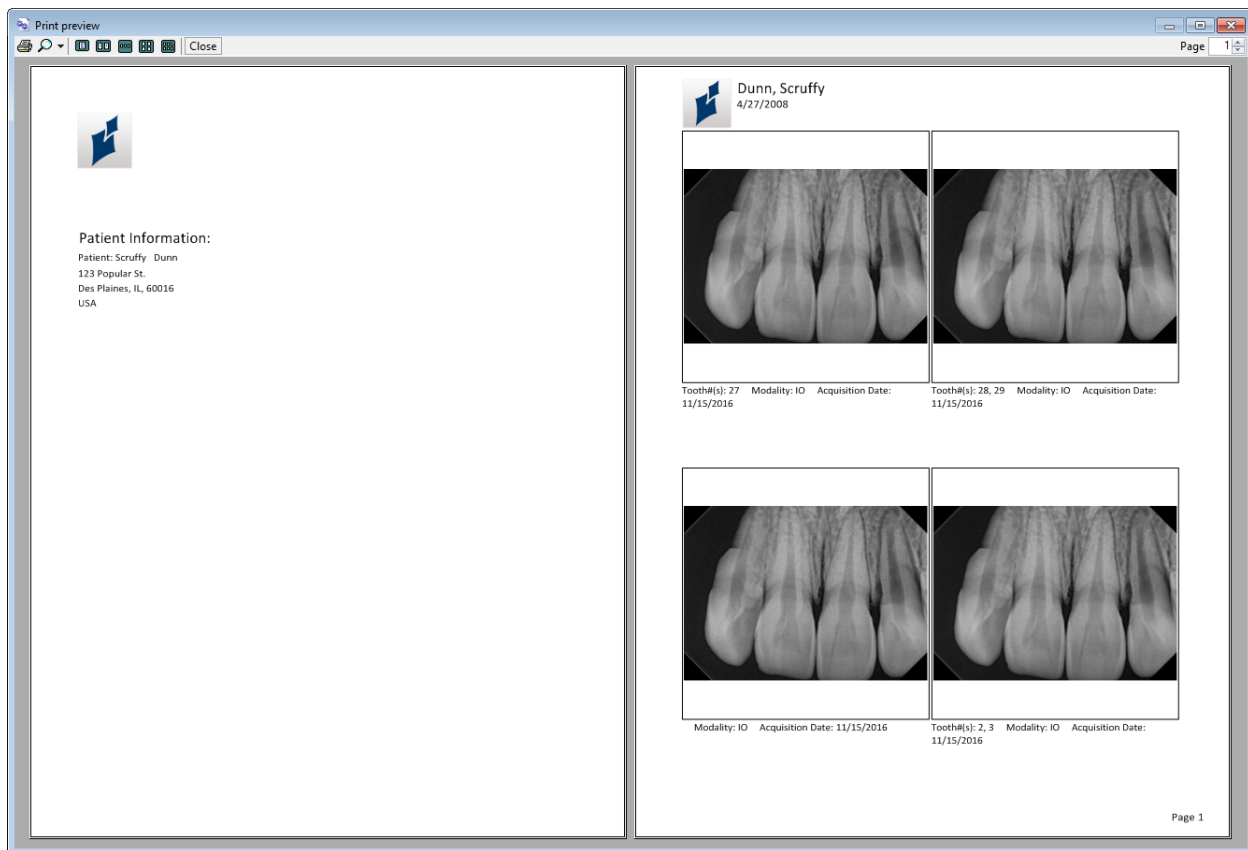 Print preview
Close
Page 1
Patient Information:
Patient: Scruffy Dunn
123 Popular St.
Des Plaines, IL, 60016
USA
Dunn, Scruffy
4/27/2008
Tooth#(s): 27 Modality: IO Acquisition Date:
11/15/2016
Tooth#(s): 28, 29 Modality: IO Acquisition Date:
11/15/2016
Modality: IO Acquisition Date: 11/15/2016
Tooth#(s): 2, 3 Modality: IO Acquisition Date:
11/15/2016
Page 1